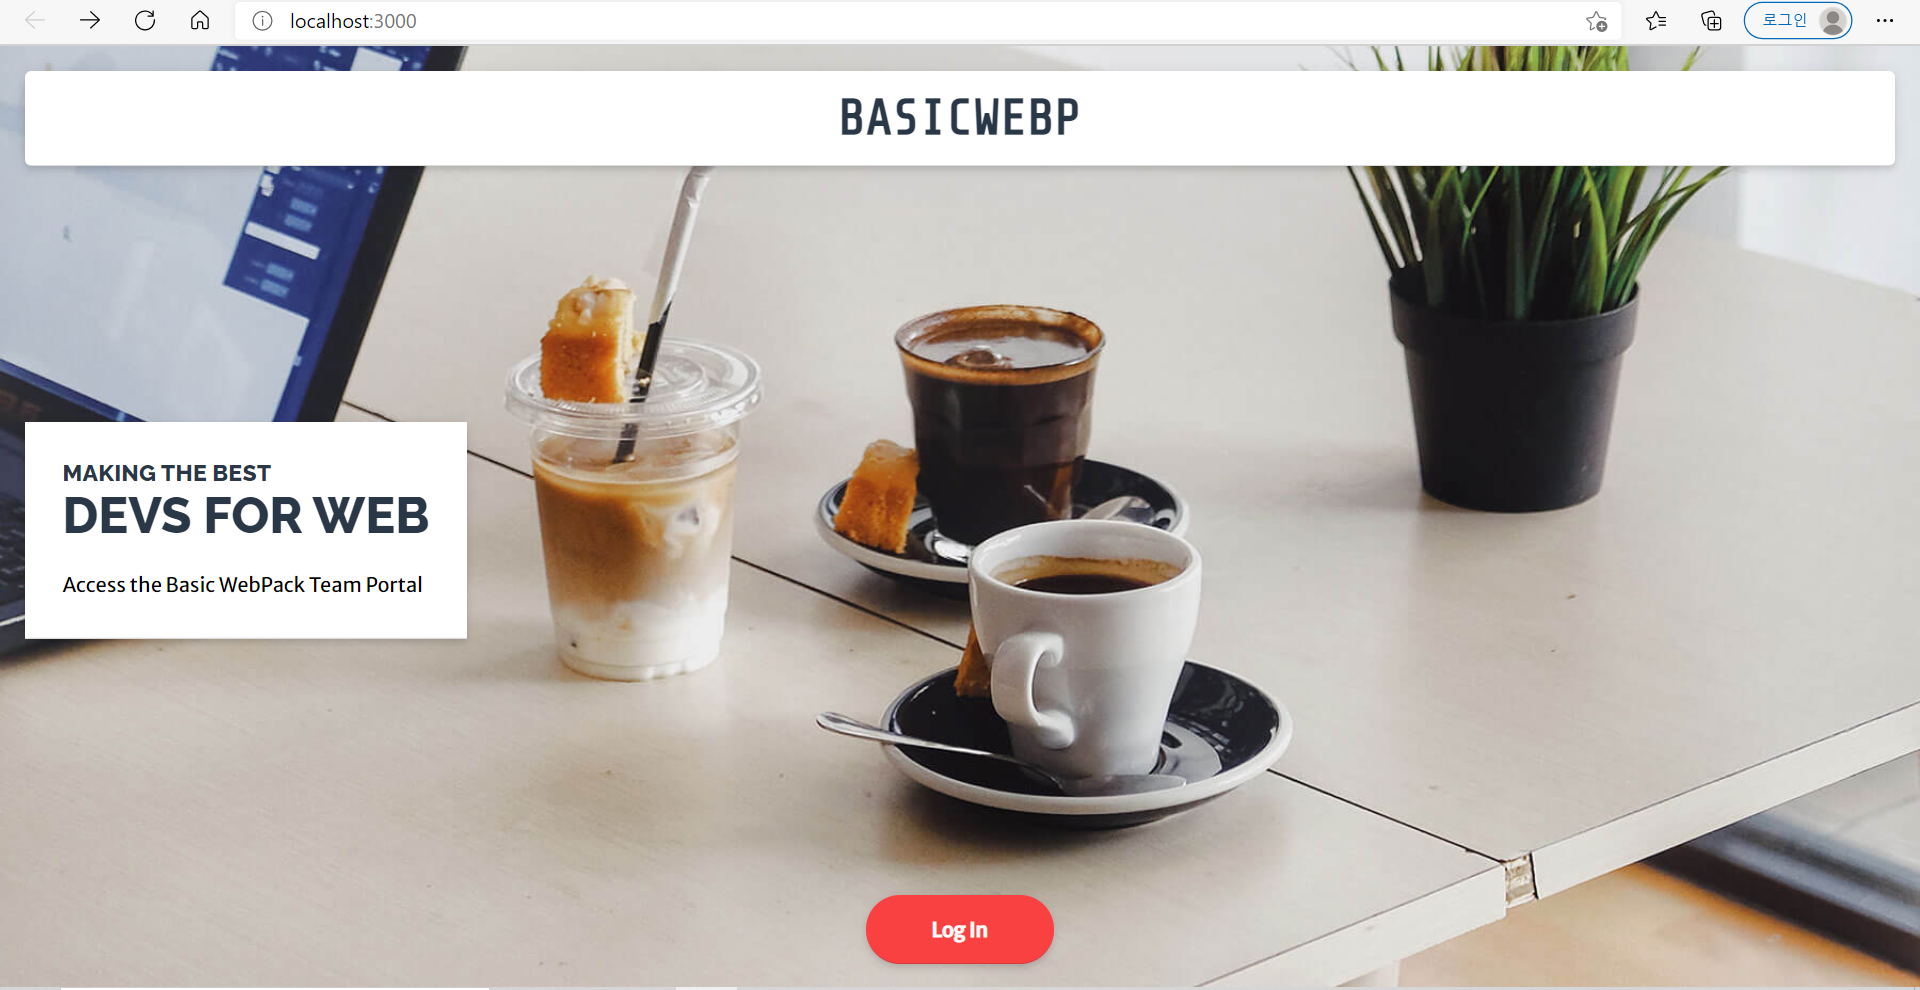 localhost:3000
로그인
BASICWEBP
MAKING THE BEST
DEVS FOR WEB
Access the Basic WebPack Team Portal
Log In